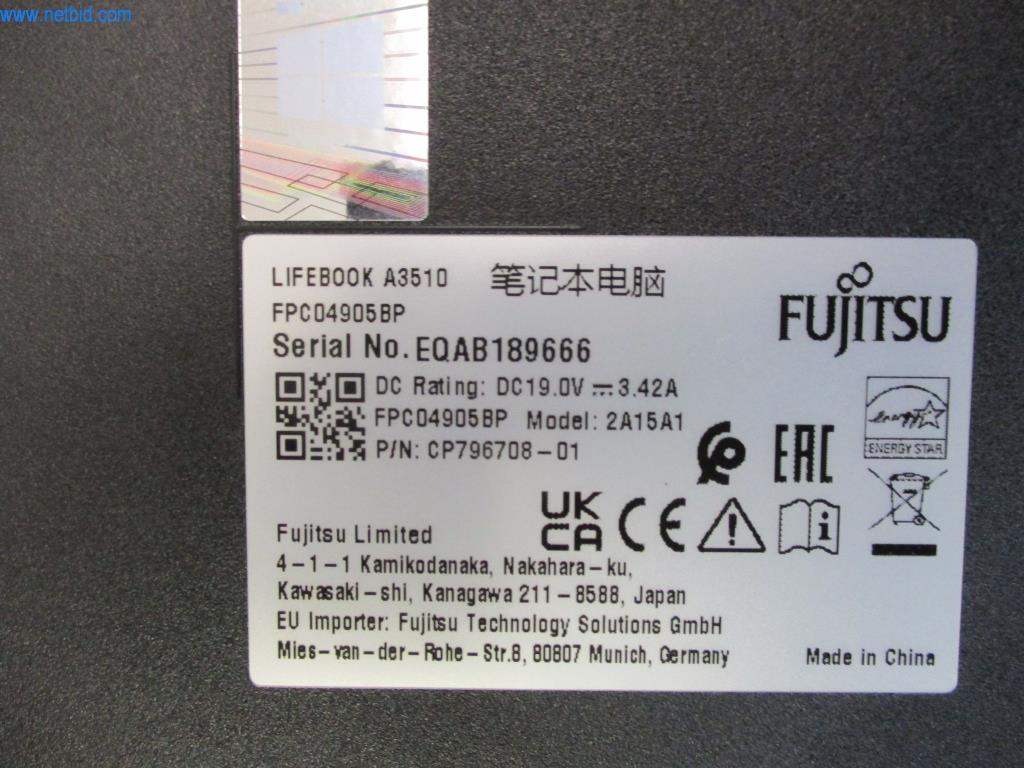 www.netbid.com
LIFEBOOK A3510 笔记本电脑
FPC04905BP
FUJITSU
Serial No. EQAB189666
DC Rating: DC19.0V ⎓ 3.42A
FPC04905BP Model: 2A15A1
P/N: CP796708-01
energy
ENERGY STAR
EAC
UK
CA
CE
i
Fujitsu Limited
4-1-1 Kamikodanaka, Nakahara-ku,
Kawasaki-shi, Kanagawa 211-8588, Japan
EU Importer: Fujitsu Technology Solutions GmbH
Mies-van-der-Rohe-Str.8, 80807 Munich, Germany
Made in China